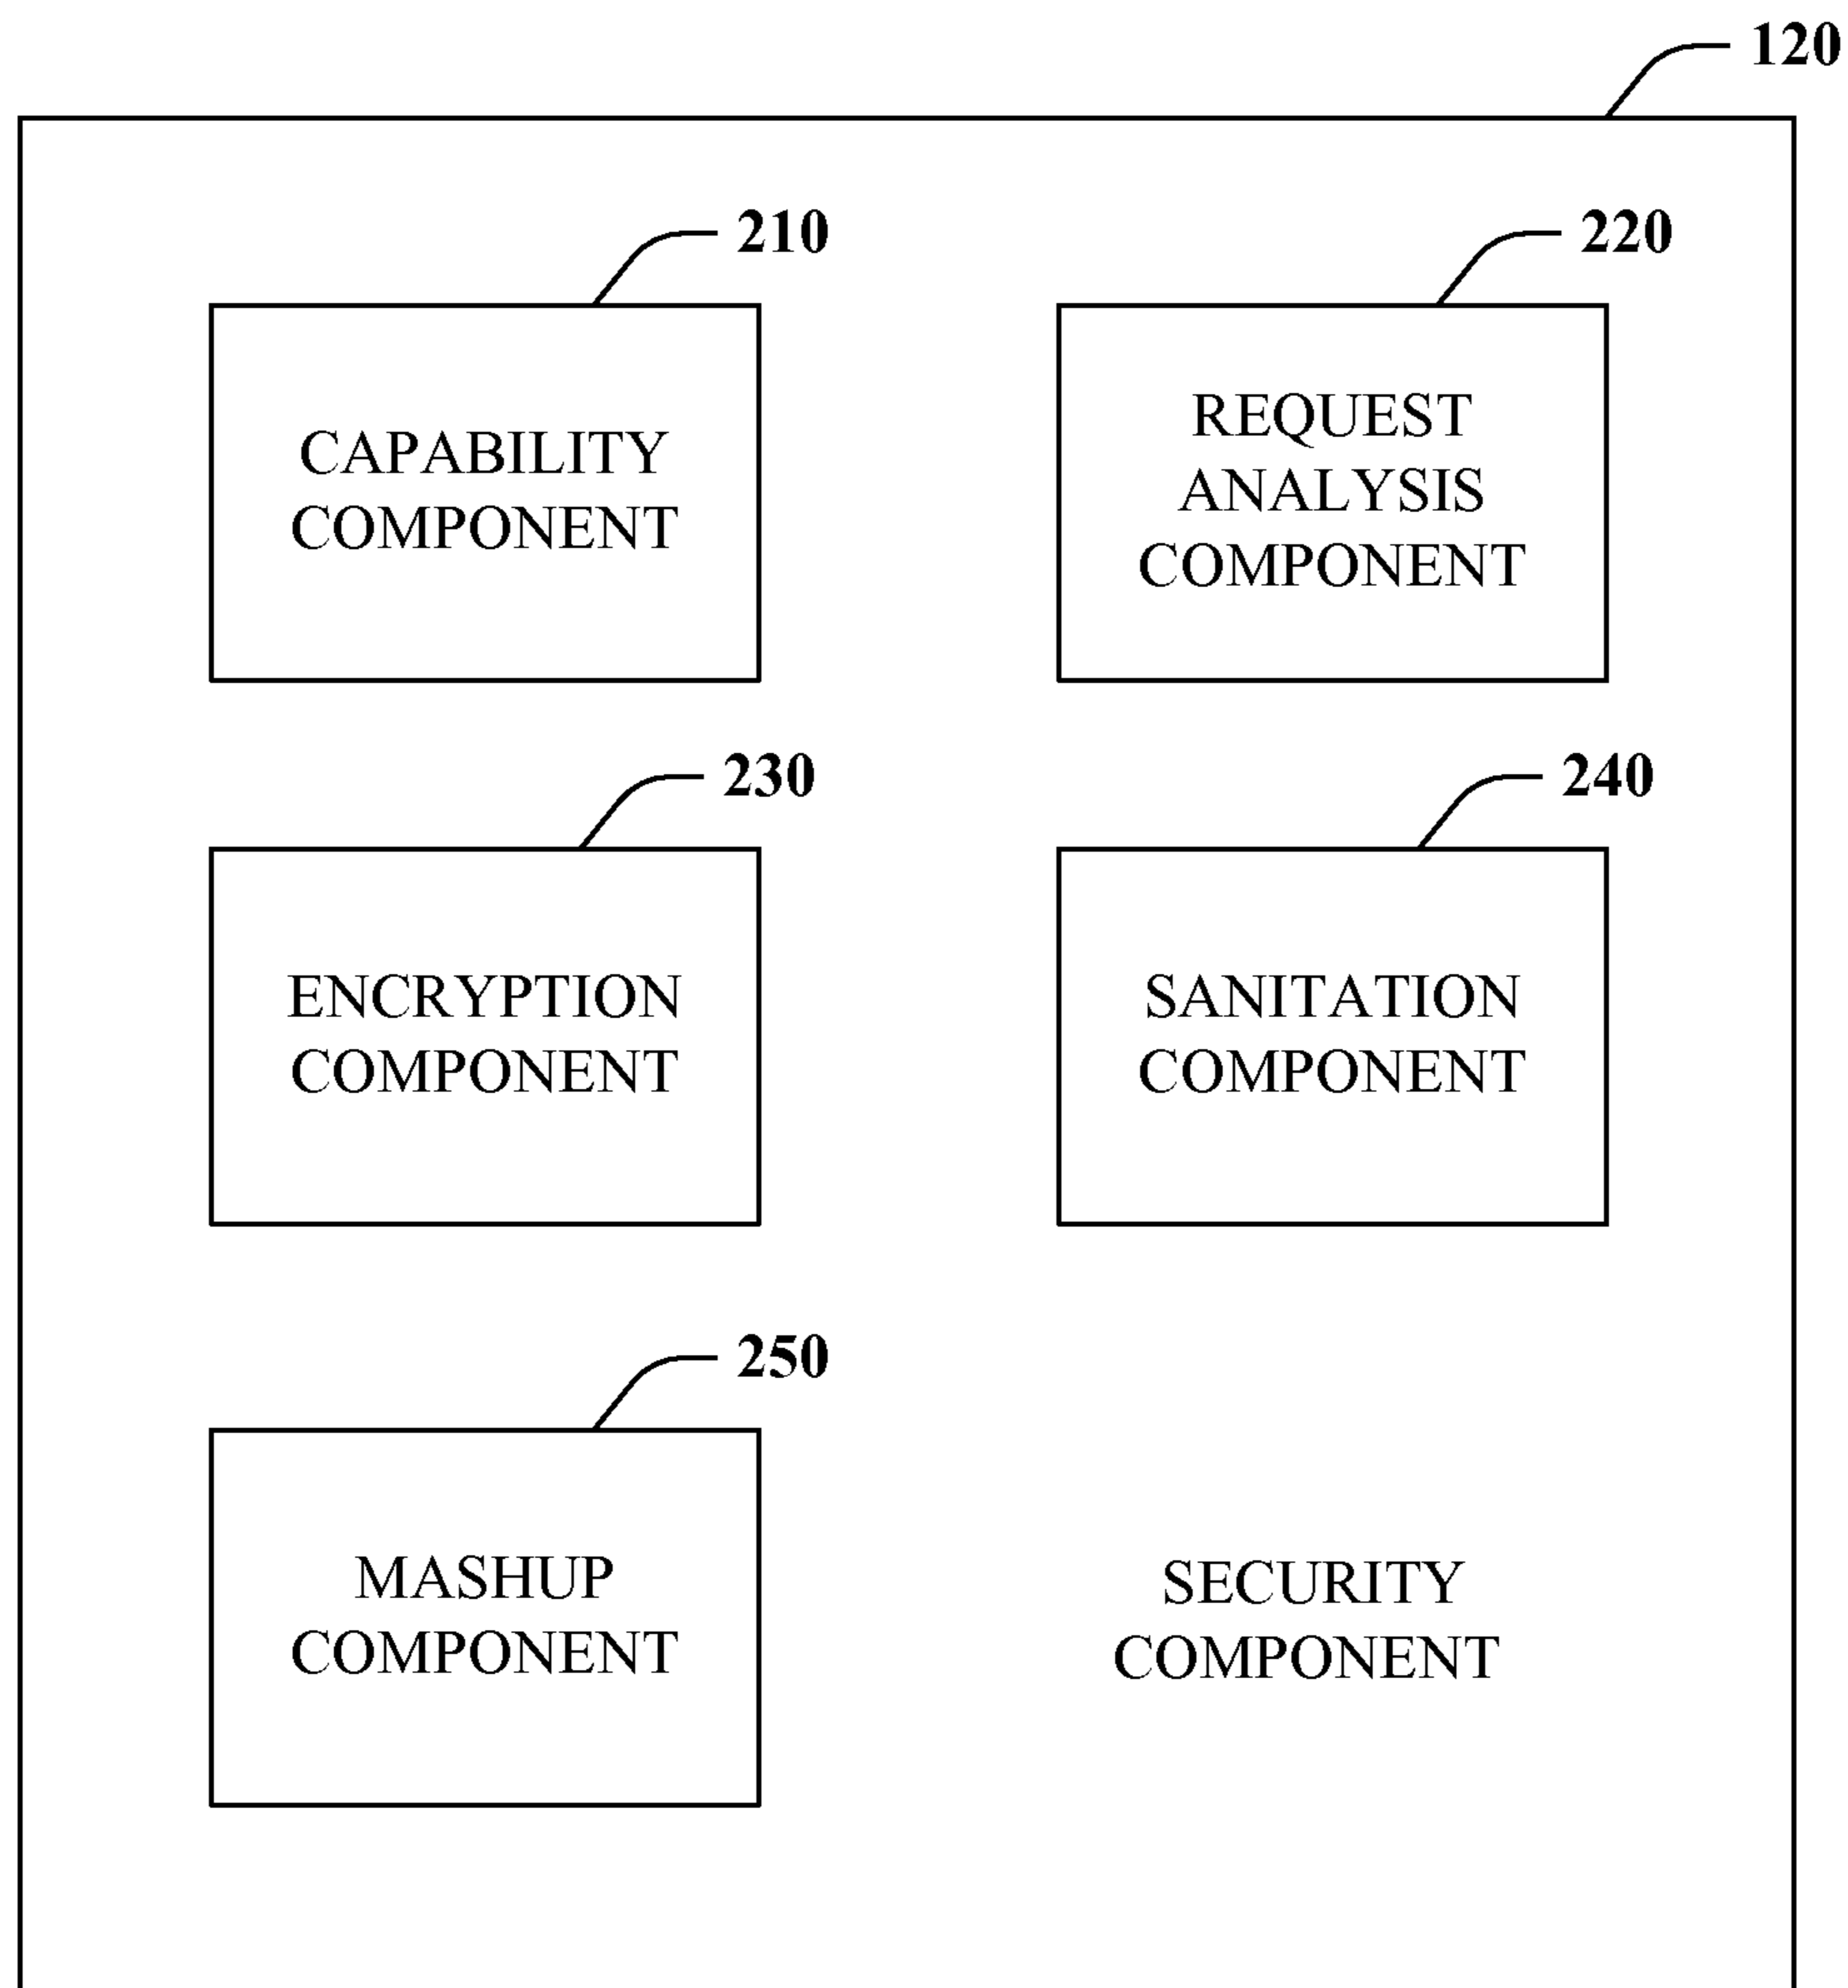 120
210
220
CAPABILITY
COMPONENT
REQUEST
ANALYSIS
COMPONENT
230
240
ENCRYPTION
COMPONENT
SANITATION
COMPONENT
250
MASHUP
COMPONENT
SECURITY
COMPONENT